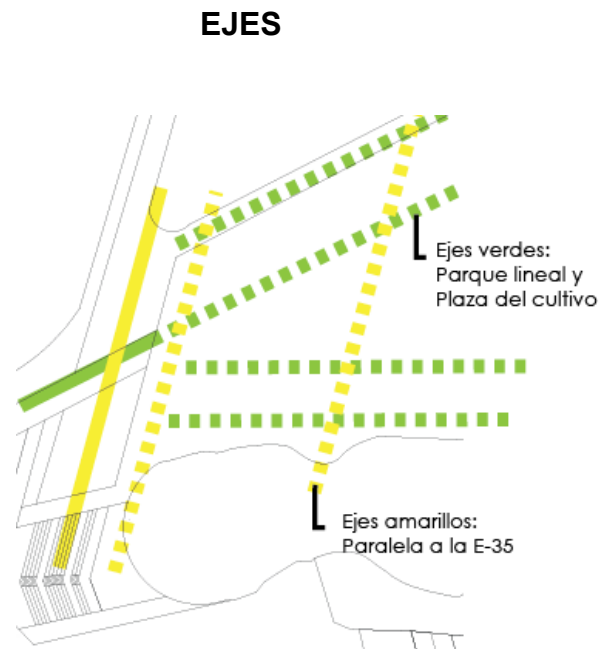 EJES
Ejes verdes:
Parque lineal y
Plaza del cultivo
Ejes amarillos:
Paralela a la E-35